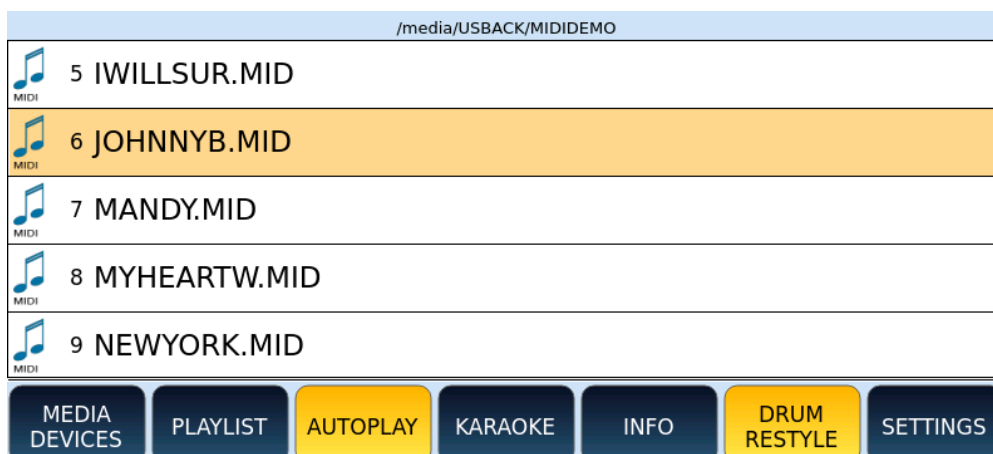 /media/USBACK/MIDIDEMO
MIDI 5 IWILLSUR.MID
MIDI 6 JOHNNYB.MID
MIDI 7 MANDY.MID
MIDI 8 MYHEARTW.MID
MIDI 9 NEWYORK.MID
MEDIA DEVICES
PLAYLIST
AUTOPLAY
KARAOKE
INFO
DRUM RESTYLE
SETTINGS